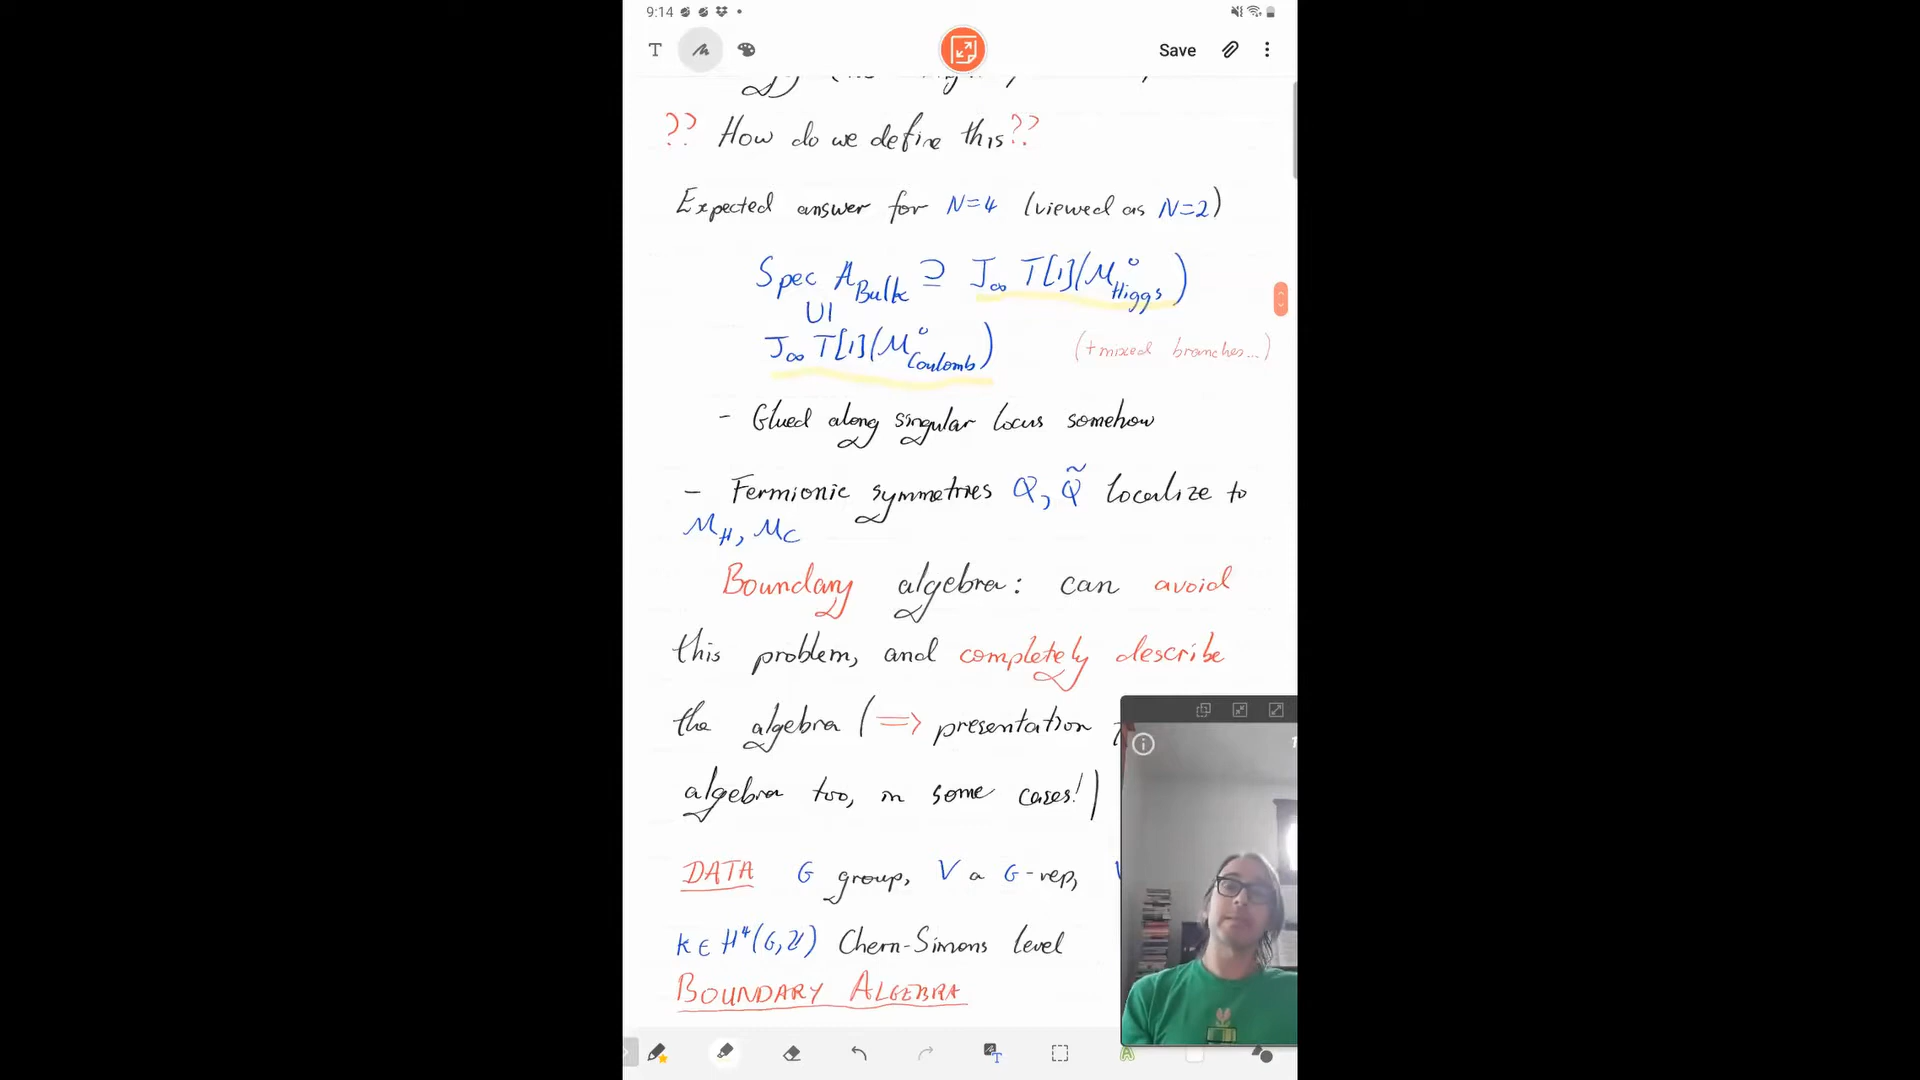 9:14
T
Save
?? How do we define this ??
Expected answer for N=4 (viewed as N=2)
Spec A_Bulk ⊇ J∞ T[1](M°_Higgs)
UI
J∞ T[1](M°_Coulomb) (+mixed branches...)
- Glued along singular locus somehow
- Fermionic symmetries Q, Q̃ localize to
M_H, M_C
Boundary algebra: can avoid
this problem, and completely describe
the algebra (⟹ presentation
algebra too, in some cases!)
DATA G group, V a G-rep,
k ∈ H⁴(G,Z) Chern-Simons level
BOUNDARY ALGEBRA